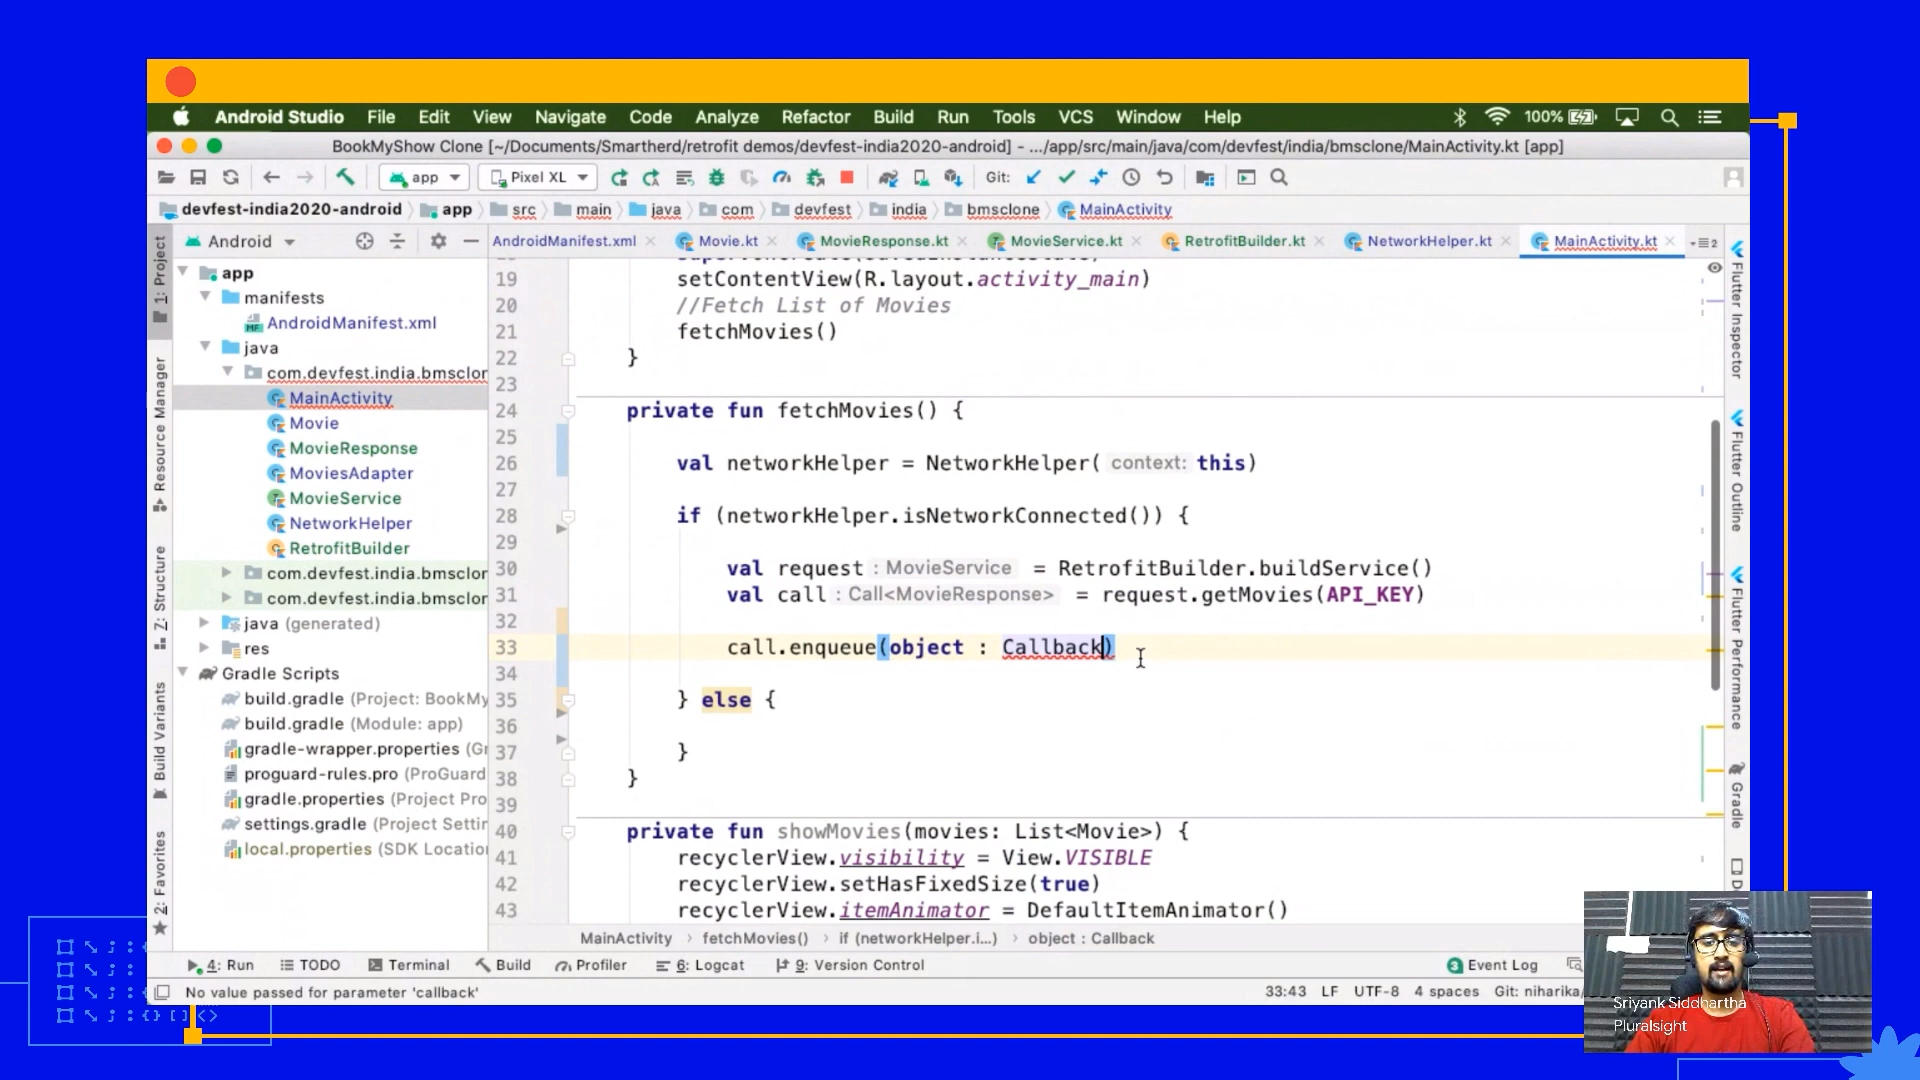 Android Studio File Edit View Navigate Code Analyze Refactor Build Run Tools VCS Window Help 100%
BookMyShow Clone [~/Documents/Smartherd/retrofit demos/devfest-india2020-android] - .../app/src/main/java/com/devfest/india/bmsclone/MainActivity.kt [app]
app Pixel XL Git:
devfest-india2020-android app src main java com devfest india bmsclone MainActivity
Android AndroidManifest.xml Movie.kt MovieResponse.kt MovieService.kt RetrofitBuilder.kt NetworkHelper.kt MainActivity.kt
1: Project
Resource Manager
Z: Structure
Build Variants
2: Favorites
app
manifests
AndroidManifest.xml
java
com.devfest.india.bmsclon
MainActivity
Movie
MovieResponse
MoviesAdapter
MovieService
NetworkHelper
RetrofitBuilder
com.devfest.india.bmsclon
com.devfest.india.bmsclon
java (generated)
res
Gradle Scripts
build.gradle (Project: BookMy
build.gradle (Module: app)
gradle-wrapper.properties (Gr
proguard-rules.pro (ProGuard
gradle.properties (Project Pro
settings.gradle (Project Settin
local.properties (SDK Location
19 setContentView(R.layout.activity_main)
20 //Fetch List of Movies
21 fetchMovies()
22 }
23
24 private fun fetchMovies() {
25
26 val networkHelper = NetworkHelper( context: this)
27
28 if (networkHelper.isNetworkConnected()) {
29
30 val request : MovieService = RetrofitBuilder.buildService()
31 val call : Call<MovieResponse> = request.getMovies(API_KEY)
32
33 call.enqueue(object : Callback)
34
35 } else {
36
37 }
38 }
39
40 private fun showMovies(movies: List<Movie>) {
41 recyclerView.visibility = View.VISIBLE
42 recyclerView.setHasFixedSize(true)
43 recyclerView.itemAnimator = DefaultItemAnimator()
Flutter Inspector
Flutter Outline
Flutter Performance
Gradle
MainActivity fetchMovies() if (networkHelper.i...) object : Callback
4: Run TODO Terminal Build Profiler 6: Logcat 9: Version Control 3 Event Log
No value passed for parameter 'callback' 33:43 LF UTF-8 4 spaces Git: niharika/
Sriyank Siddhartha
Pluralsight